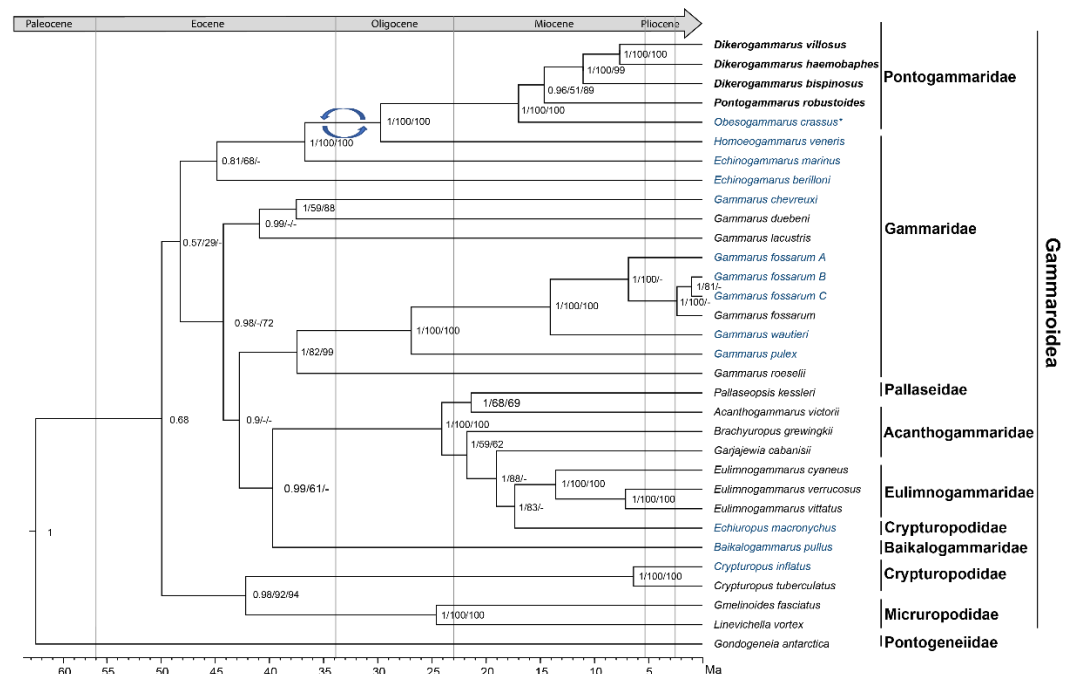 Paleocene Eocene Oligocene Miocene Pliocene
Dikerogammarus villosus
1/100/100
Dikerogammarus haemobaphes
1/100/99
Pontogammaridae
Dikerogammarus bispinosus
0.96/51/89
Pontogammarus robustoides
1/100/100
Obesogammarus crassus*
1/100/100
Homoeogammarus veneris
1/100/100
Echinogammarus marinus
0.81/68/-
Echinogamarus berilloni
Gammarus chevreuxi
1/59/88
Gammarus duebeni
0.99/-/-
Gammaridae
Gammarus lacustris
0.57/29/-
Gammarus fossarum A
1/100/-
Gammarus fossarum B
1/81/-
Gammarus fossarum C
1/100/-
1/100/100
Gammarus fossarum
0.98/-/72
1/100/100
Gammarus wautieri
Gammarus pulex
1/82/99
Gammarus roeselii
Gammaroidea
Pallaseopsis kessleri
Pallaseidae
1/68/69
Acanthogammarus victorii
0.68
0.9/-/-
1/100/100
Brachyuropus grewingkii
Acanthogammaridae
1/59/62
Garjajewia cabanisii
Eulimnogammarus cyaneus
1/88/-
1/100/100
0.99/61/-
Eulimnogammarus verrucosus
Eulimnogammaridae
1/100/100
1/83/-
Eulimnogammarus vittatus
Echiuropus macronychus
Crypturopodidae
1
Baikalogammarus pullus
Baikalogammaridae
Crypturopus inflatus
1/100/100
Crypturopodidae
Crypturopus tuberculatus
0.98/92/94
Gmelinoides fasciatus
1/100/100
Micruropodidae
Linevichella vortex
Gondogeneia antarctica
Pontogeneiidae
60 55 50 45 40 35 30 25 20 15 10 5 0 Ma